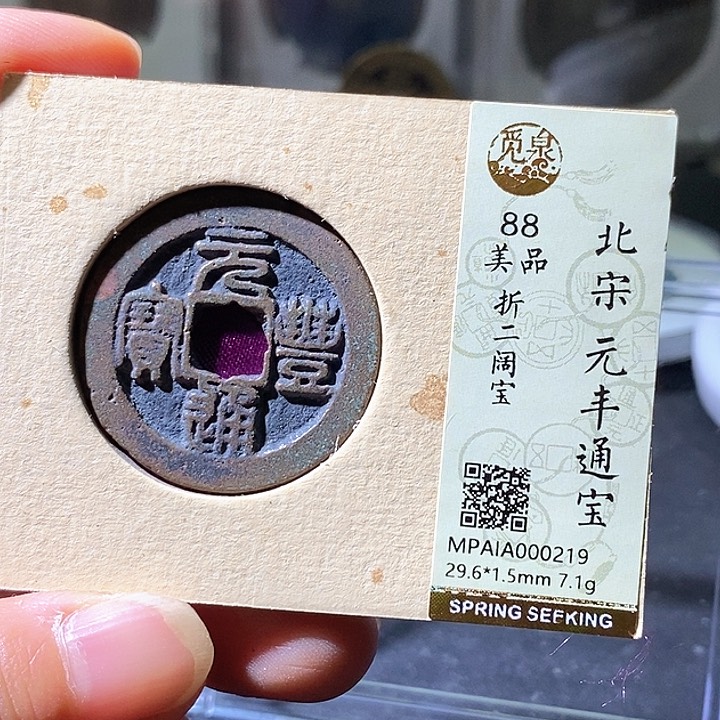 元
豐
通
寶
覓泉
88
美品
折二阔宝
北宋 元丰通宝
MPAIA000219
29.6*1.5mm 7.1g
SPRING SEEKING